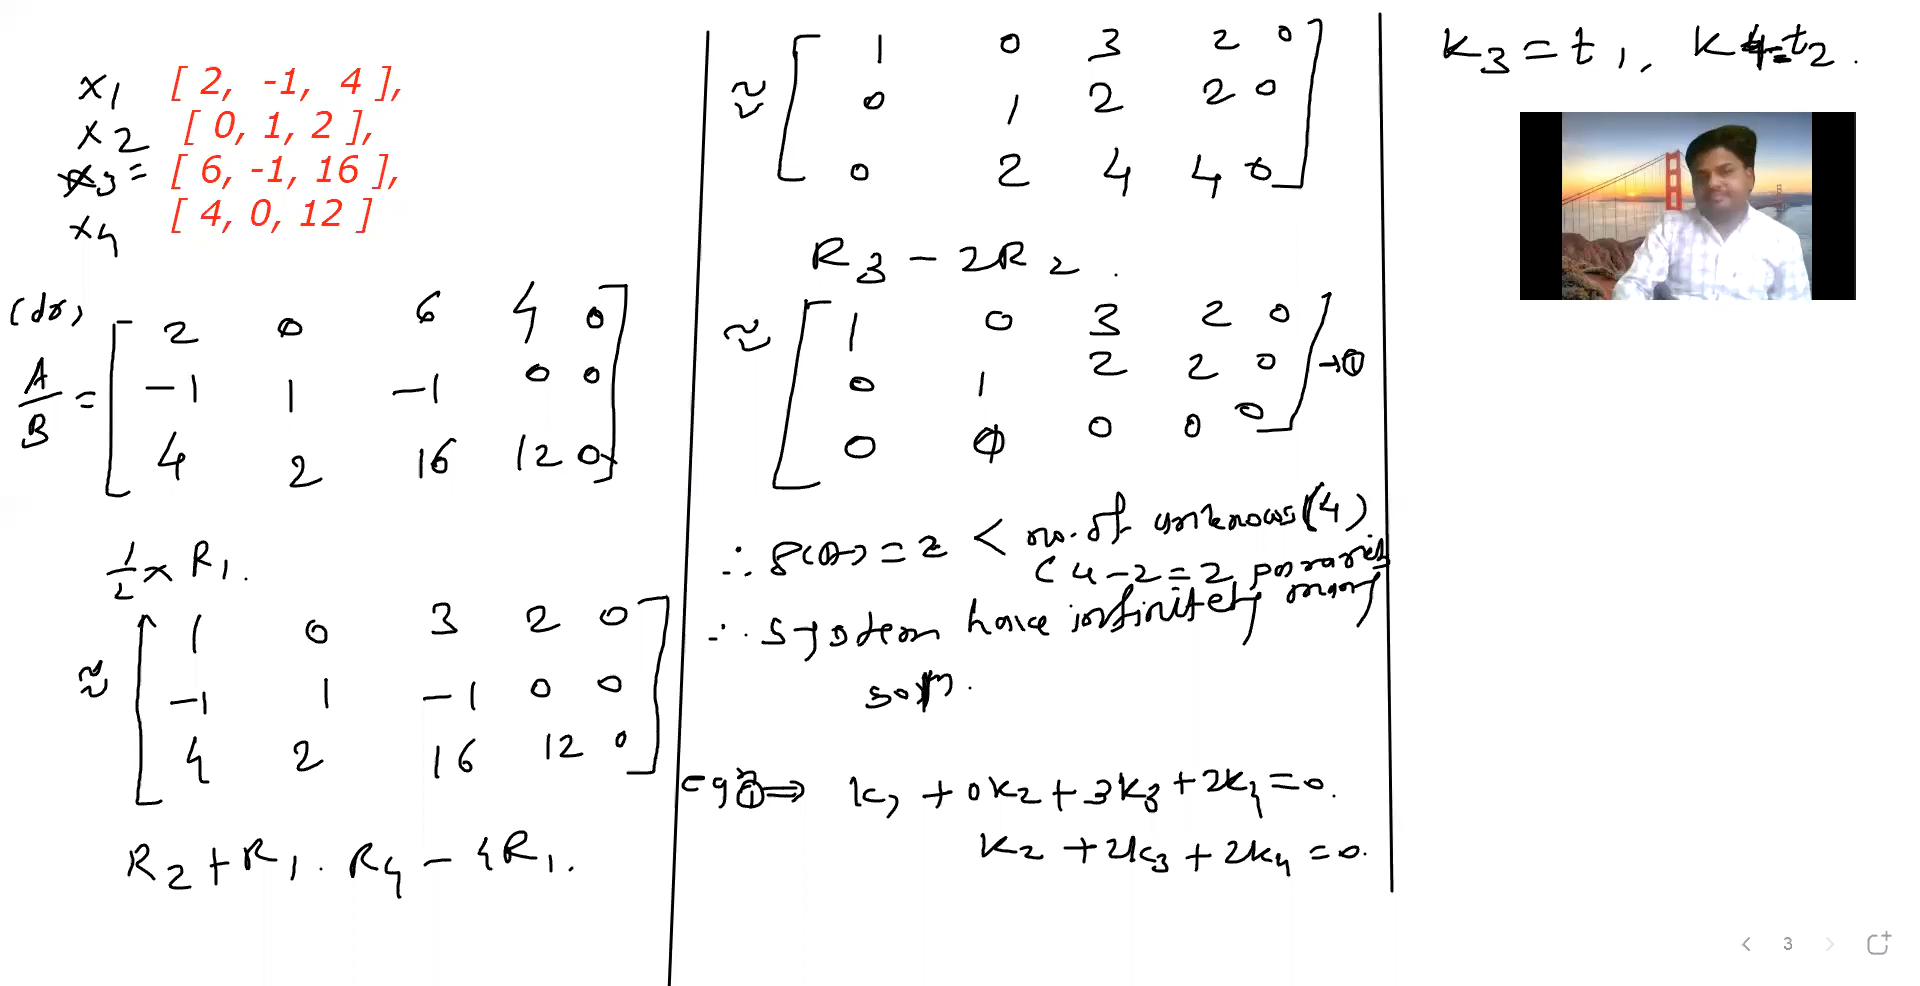 x1 [ 2, -1, 4 ],
x2 [ 0, 1, 2 ],
x3 = [ 6, -1, 16 ],
x4 [ 4, 0, 12 ]
(or)
A/B = [ 2 0 6 4 0
-1 1 -1 0 0
4 2 16 12 0 ]
1/2 x R1.
≈ [ 1 0 3 2 0
-1 1 -1 0 0
4 2 16 12 0 ]
R2 + R1. R4 - 4R1.
≈ [ 1 0 3 2 0
0 1 2 2 0
0 2 4 4 0 ]
R3 - 2R2.
≈ [ 1 0 3 2 0
0 1 2 2 0 → ①
0 0 0 0 0 ]
∴ ρ(A) = 2 < no. of unknows (4)
( 4-2 = 2
∴ system have infinitely many
soln.
eqn ① ⇒ k1 + 0k2 + 3k3 + 2k4 = 0.
k2 + 2k3 + 2k4 = 0.
k3 = t1, k4 = t2.
< 3 >